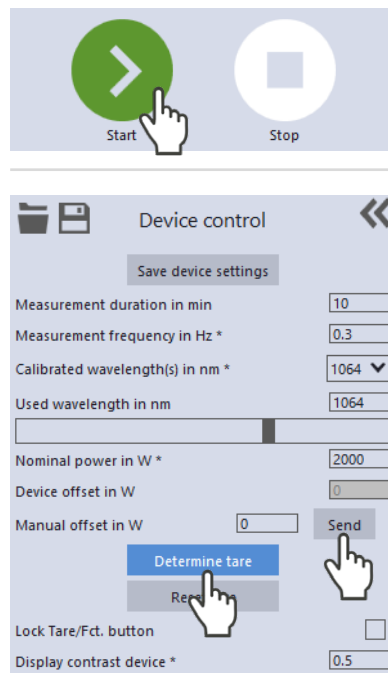 Start Stop
Device control
Save device settings
Measurement duration in min 10
Measurement frequency in Hz * 0.3
Calibrated wavelength(s) in nm * 1064
Used wavelength in nm 1064
Nominal power in W * 2000
Device offset in W 0
Manual offset in W 0 Send
Determine tare
Lock Tare/Fct. button
Display contrast device * 0.5